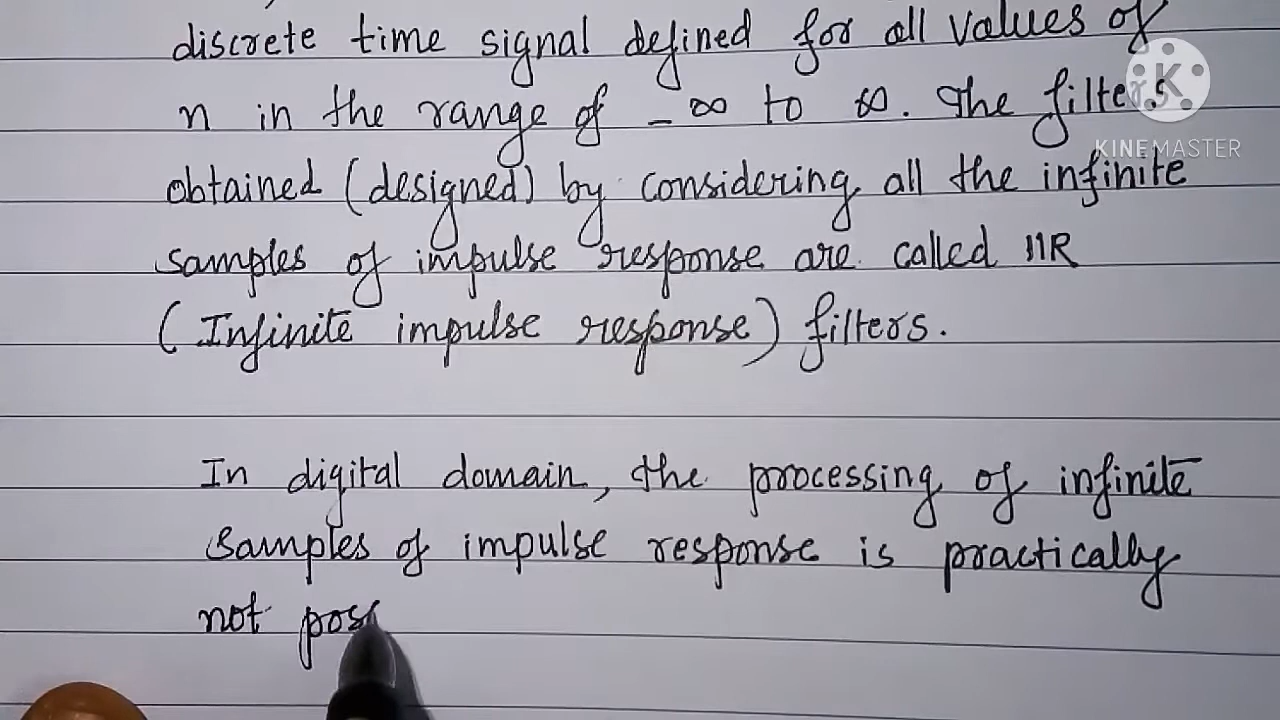 discrete time signal defined for all values of
n in the range of -∞ to ∞. The filters
obtained (designed) by considering all the infinite
samples of impulse response are called IIR
(Infinite impulse response) filters.
In digital domain, the processing of infinite
samples of impulse response is practically
not poss
K
KINEMASTER